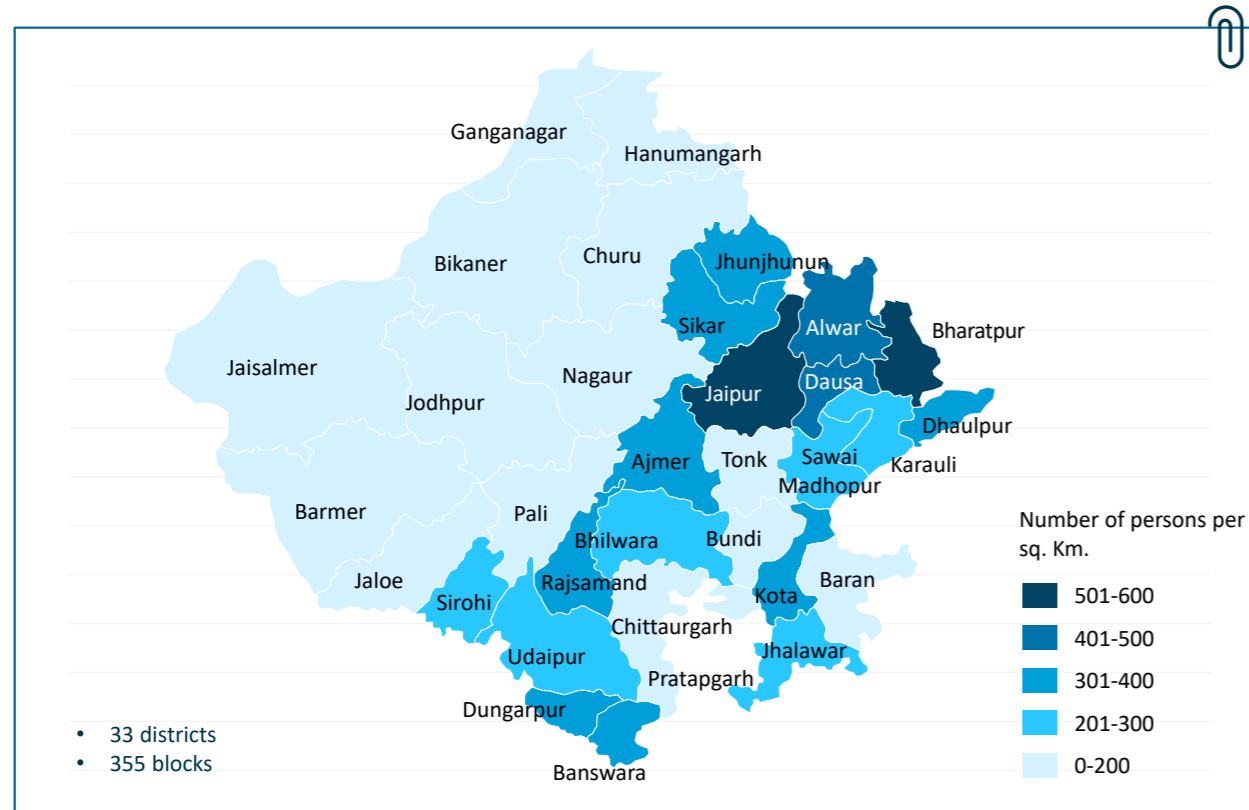 Ganganagar
Hanumangarh
Bikaner
Churu
Jhunjhunun
Sikar
Alwar
Bharatpur
Jaisalmer
Nagaur
Jodhpur
Jaipur
Dausa
Dhaulpur
Ajmer
Tonk
Sawai
Madhopur
Karauli
Barmer
Pali
Bhilwara
Bundi
Jaloe
Sirohi
Rajsamand
Kota
Baran
Chittaurgarh
Udaipur
Jhalawar
Pratapgarh
Dungarpur
Banswara
Number of persons per
sq. Km.
501-600
401-500
301-400
201-300
0-200
• 33 districts
• 355 blocks